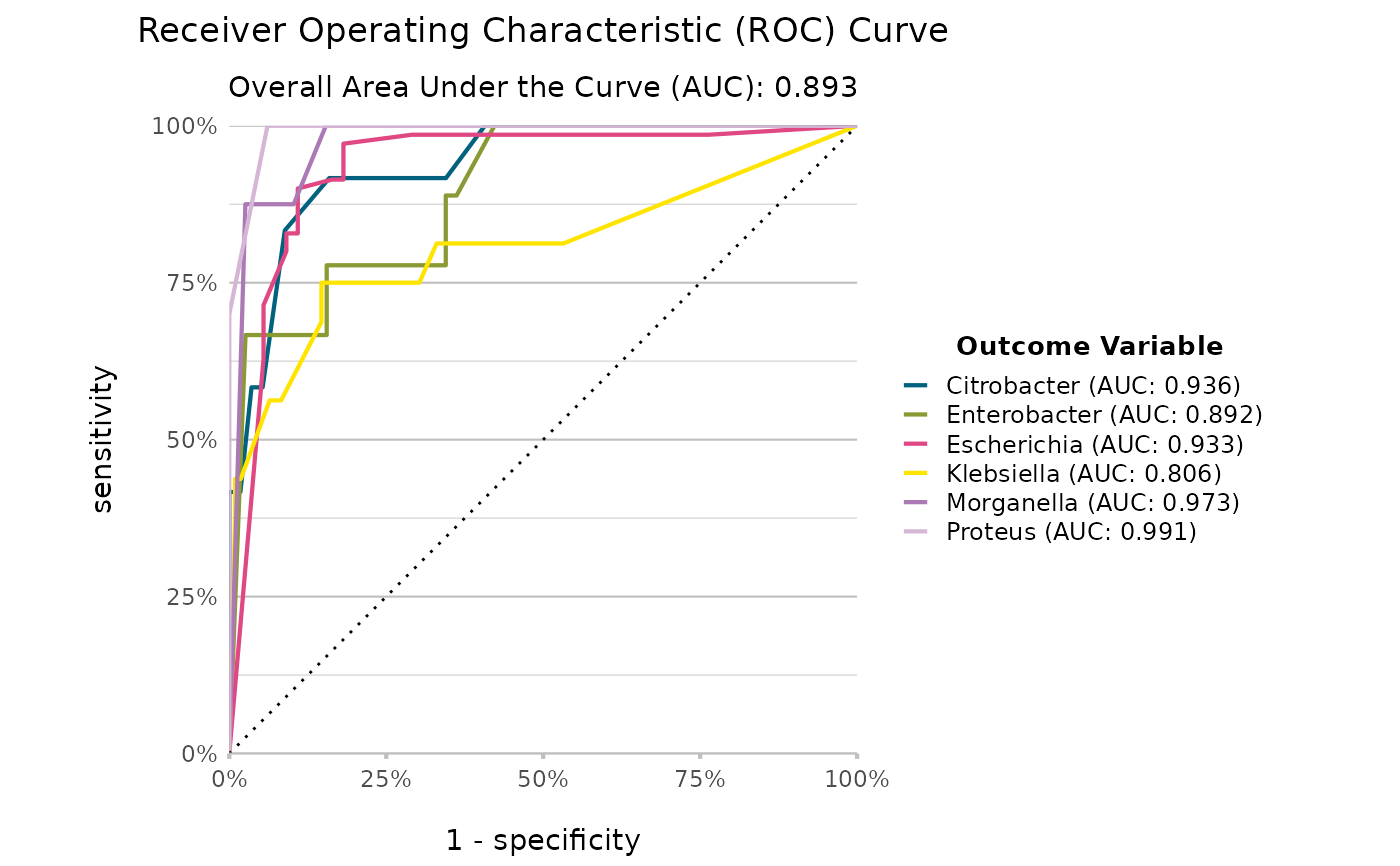 Receiver Operating Characteristic (ROC) Curve
Overall Area Under the Curve (AUC): 0.893
100%
75%
50%
25%
0%
sensitivity
0%
25%
50%
75%
100%
1 - specificity
Outcome Variable
Citrobacter (AUC: 0.936)
Enterobacter (AUC: 0.892)
Escherichia (AUC: 0.933)
Klebsiella (AUC: 0.806)
Morganella (AUC: 0.973)
Proteus (AUC: 0.991)